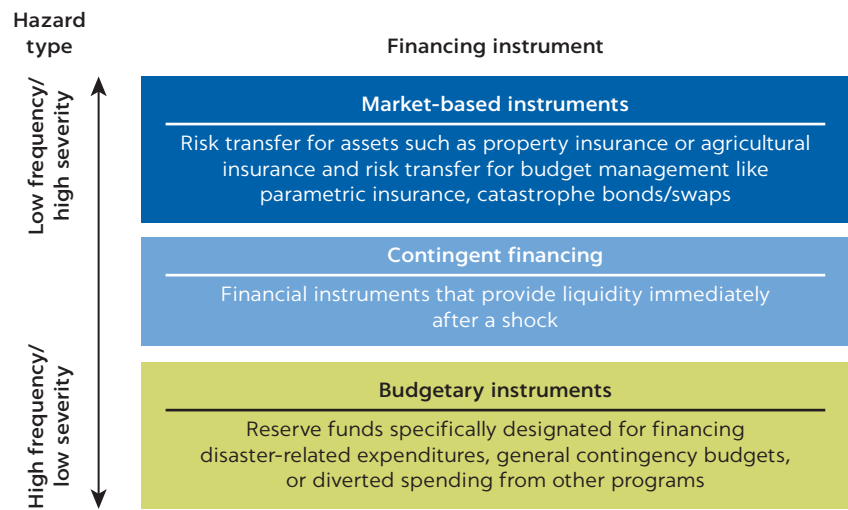 Hazard
type
Financing instrument
Low frequency/
high severity
Market-based instruments
Risk transfer for assets such as property insurance or agricultural
insurance and risk transfer for budget management like
parametric insurance, catastrophe bonds/swaps
Contingent financing
Financial instruments that provide liquidity immediately
after a shock
High frequency/
low severity
Budgetary instruments
Reserve funds specifically designated for financing
disaster-related expenditures, general contingency budgets,
or diverted spending from other programs